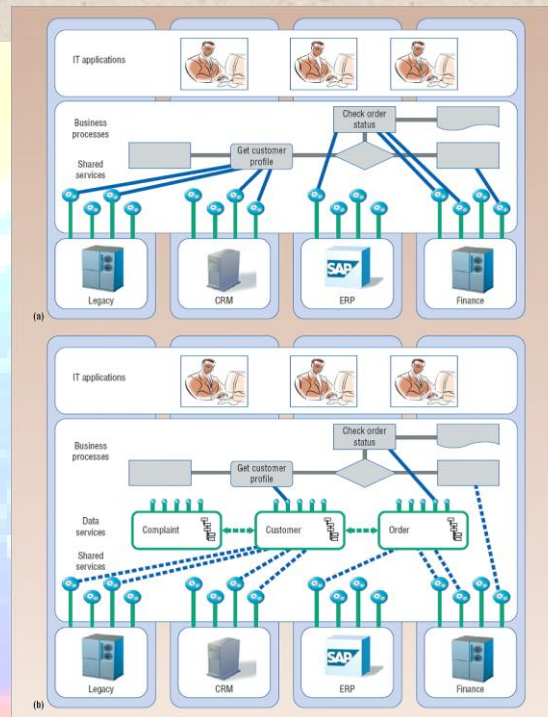 IT applications
Business
processes
Check order
status
Get customer
profile
Shared
services
SAP
Legacy
CRM
ERP
Finance
(a)
IT applications
Business
processes
Check order
status
Get customer
profile
Data
services
Complaint
Customer
Order
Shared
services
SAP
Legacy
CRM
ERP
Finance
(b)